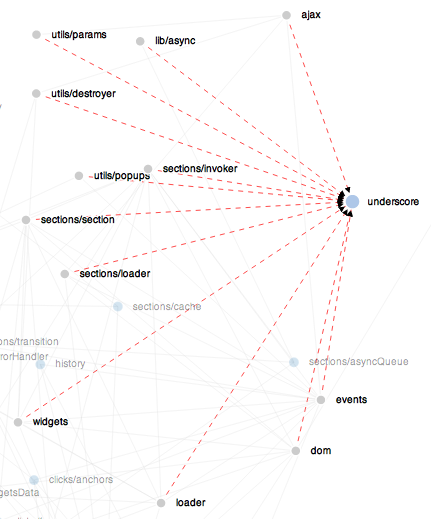 ajax
utils/params
lib/async
utils/destroyer
sections/invoker
utils/popups
underscore
sections/section
sections/loader
sections/cache
ons/transition
rorHandler
history
sections/asyncQueue
events
widgets
dom
clicks/anchors
getsData
loader